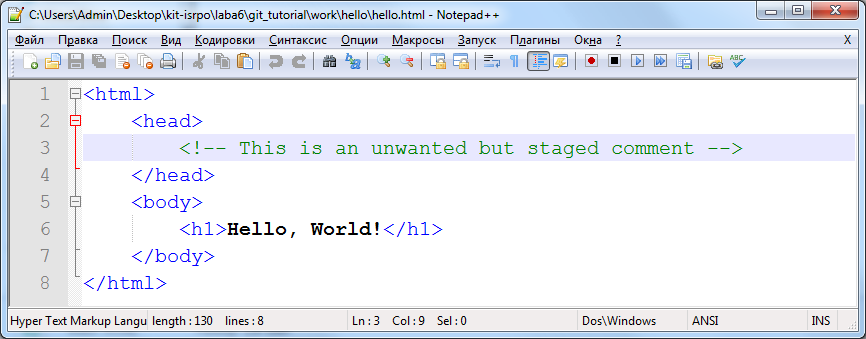 C:\Users\Admin\Desktop\kit-isrpo\laba6\git_tutorial\work\hello\hello.html - Notepad++
Файл Правка Поиск Вид Кодировки Синтаксис Опции Макросы Запуск Плагины Окна ? X
1 <html>
2 <head>
3 <!-- This is an unwanted but staged comment -->
4 </head>
5 <body>
6 <h1>Hello, World!</h1>
7 </body>
8 </html>
Hyper Text Markup Langu length : 130 lines : 8 Ln : 3 Col : 9 Sel : 0 Dos\Windows ANSI INS